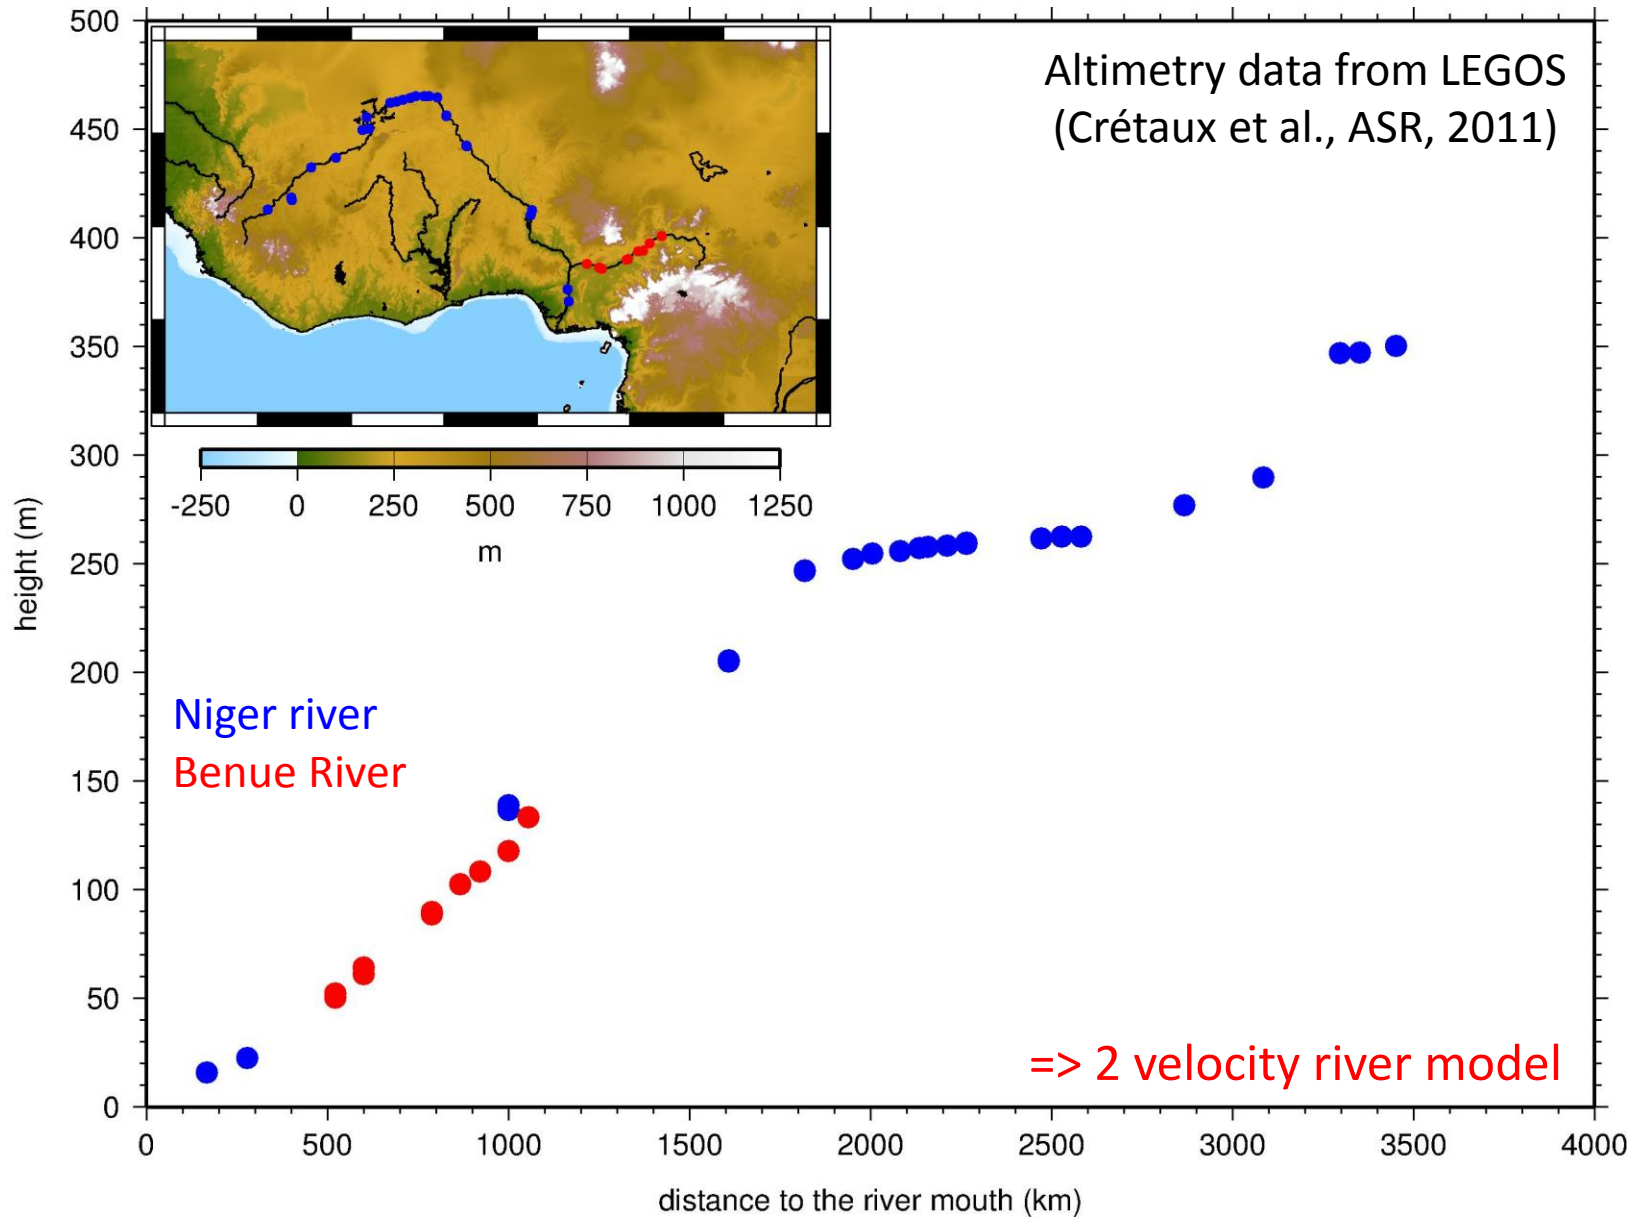 Altimetry data from LEGOS
(Crétaux et al., ASR, 2011)
500
450
400
350
300
250
200
150
100
50
0
height (m)
-250 0 250 500 750 1000 1250
m
Niger river
Benue River
=> 2 velocity river model
0 500 1000 1500 2000 2500 3000 3500 4000
distance to the river mouth (km)